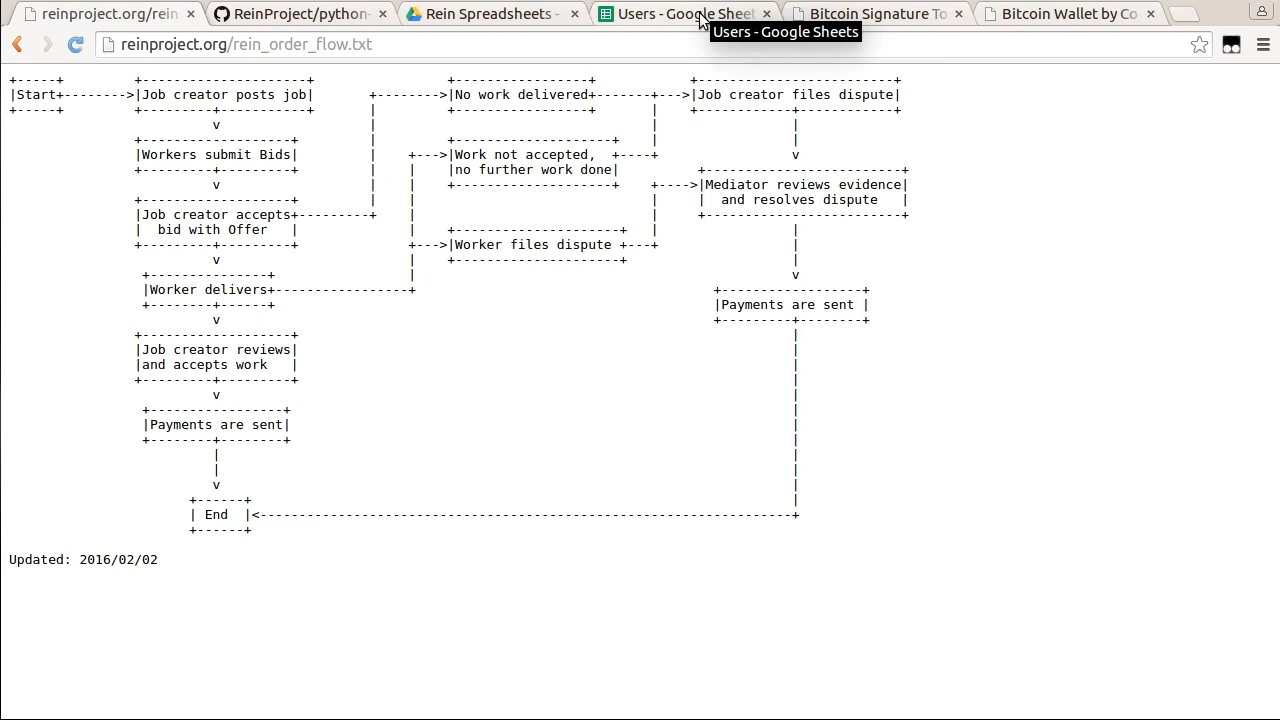 reinproject.org/rein
ReinProject/python-
Rein Spreadsheets -
Users - Google Sheet
Bitcoin Signature To
Bitcoin Wallet by Co
Users - Google Sheets
reinproject.org/rein_order_flow.txt
Start
Job creator posts job
No work delivered
Job creator files dispute
Workers submit Bids
Work not accepted,
no further work done
Mediator reviews evidence
and resolves dispute
Job creator accepts
bid with Offer
Worker files dispute
Worker delivers
Payments are sent
Job creator reviews
and accepts work
Payments are sent
End
Updated: 2016/02/02